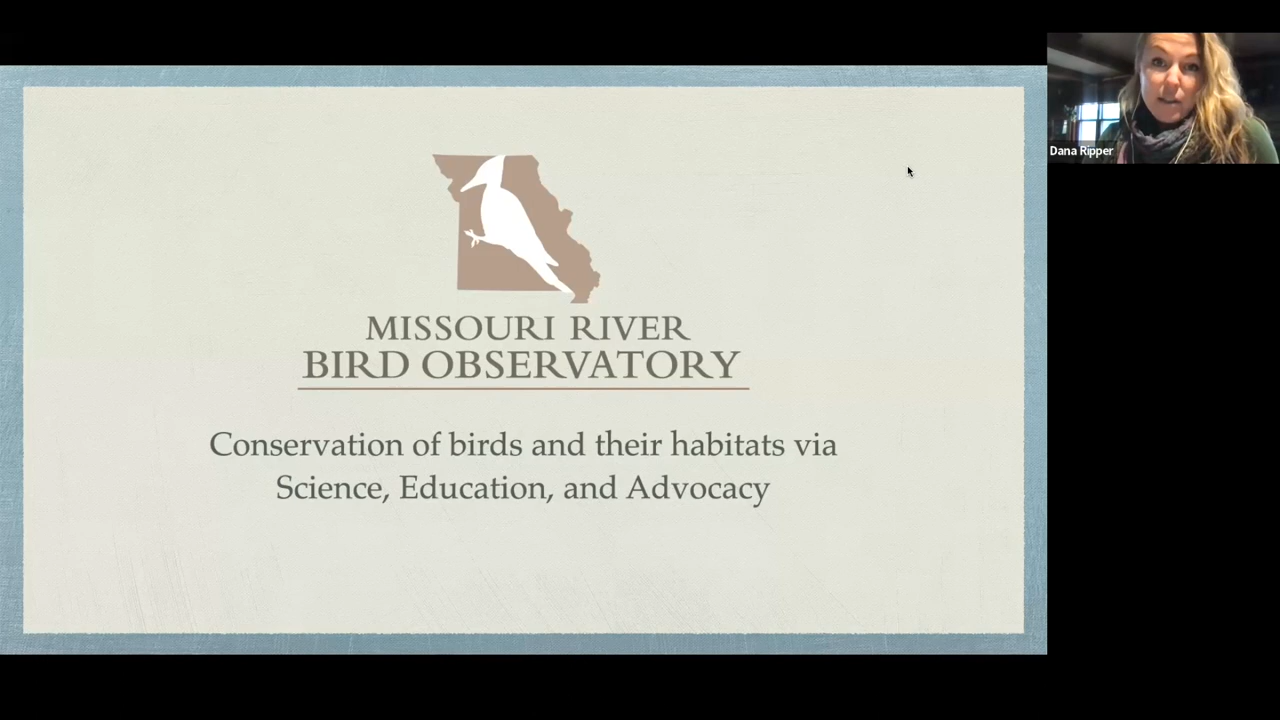 MISSOURI RIVER
BIRD OBSERVATORY
Conservation of birds and their habitats via
Science, Education, and Advocacy
Dana Ripper